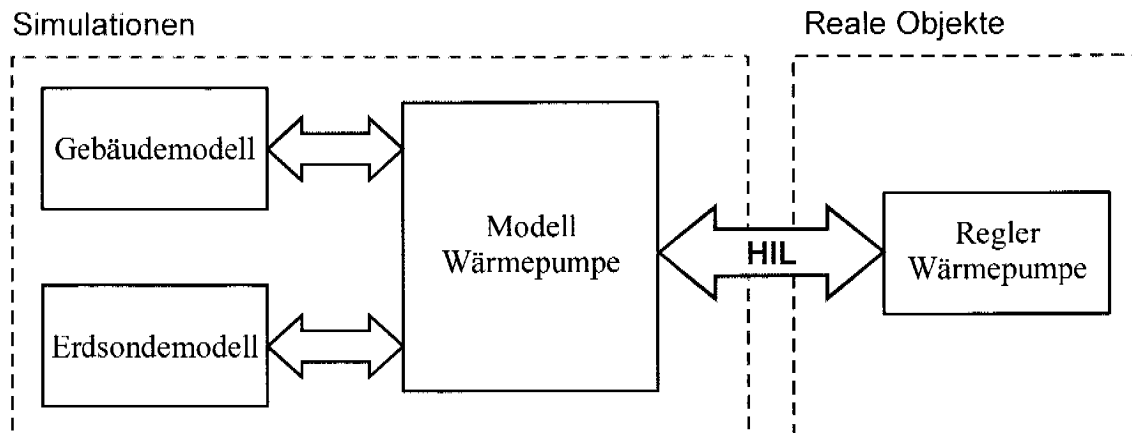 Simulationen
Reale Objekte
Gebäudemodell
Modell
Wärmepumpe
HIL
Regler
Wärmepumpe
Erdsondemodell